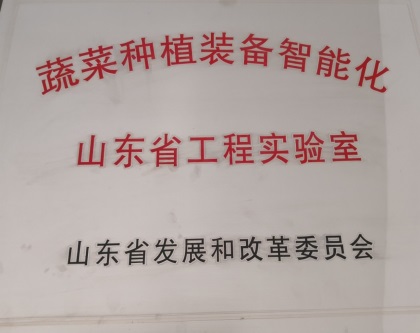 蔬菜种植装备智能化
山东省工程实验室
山东省发展和改革委员会